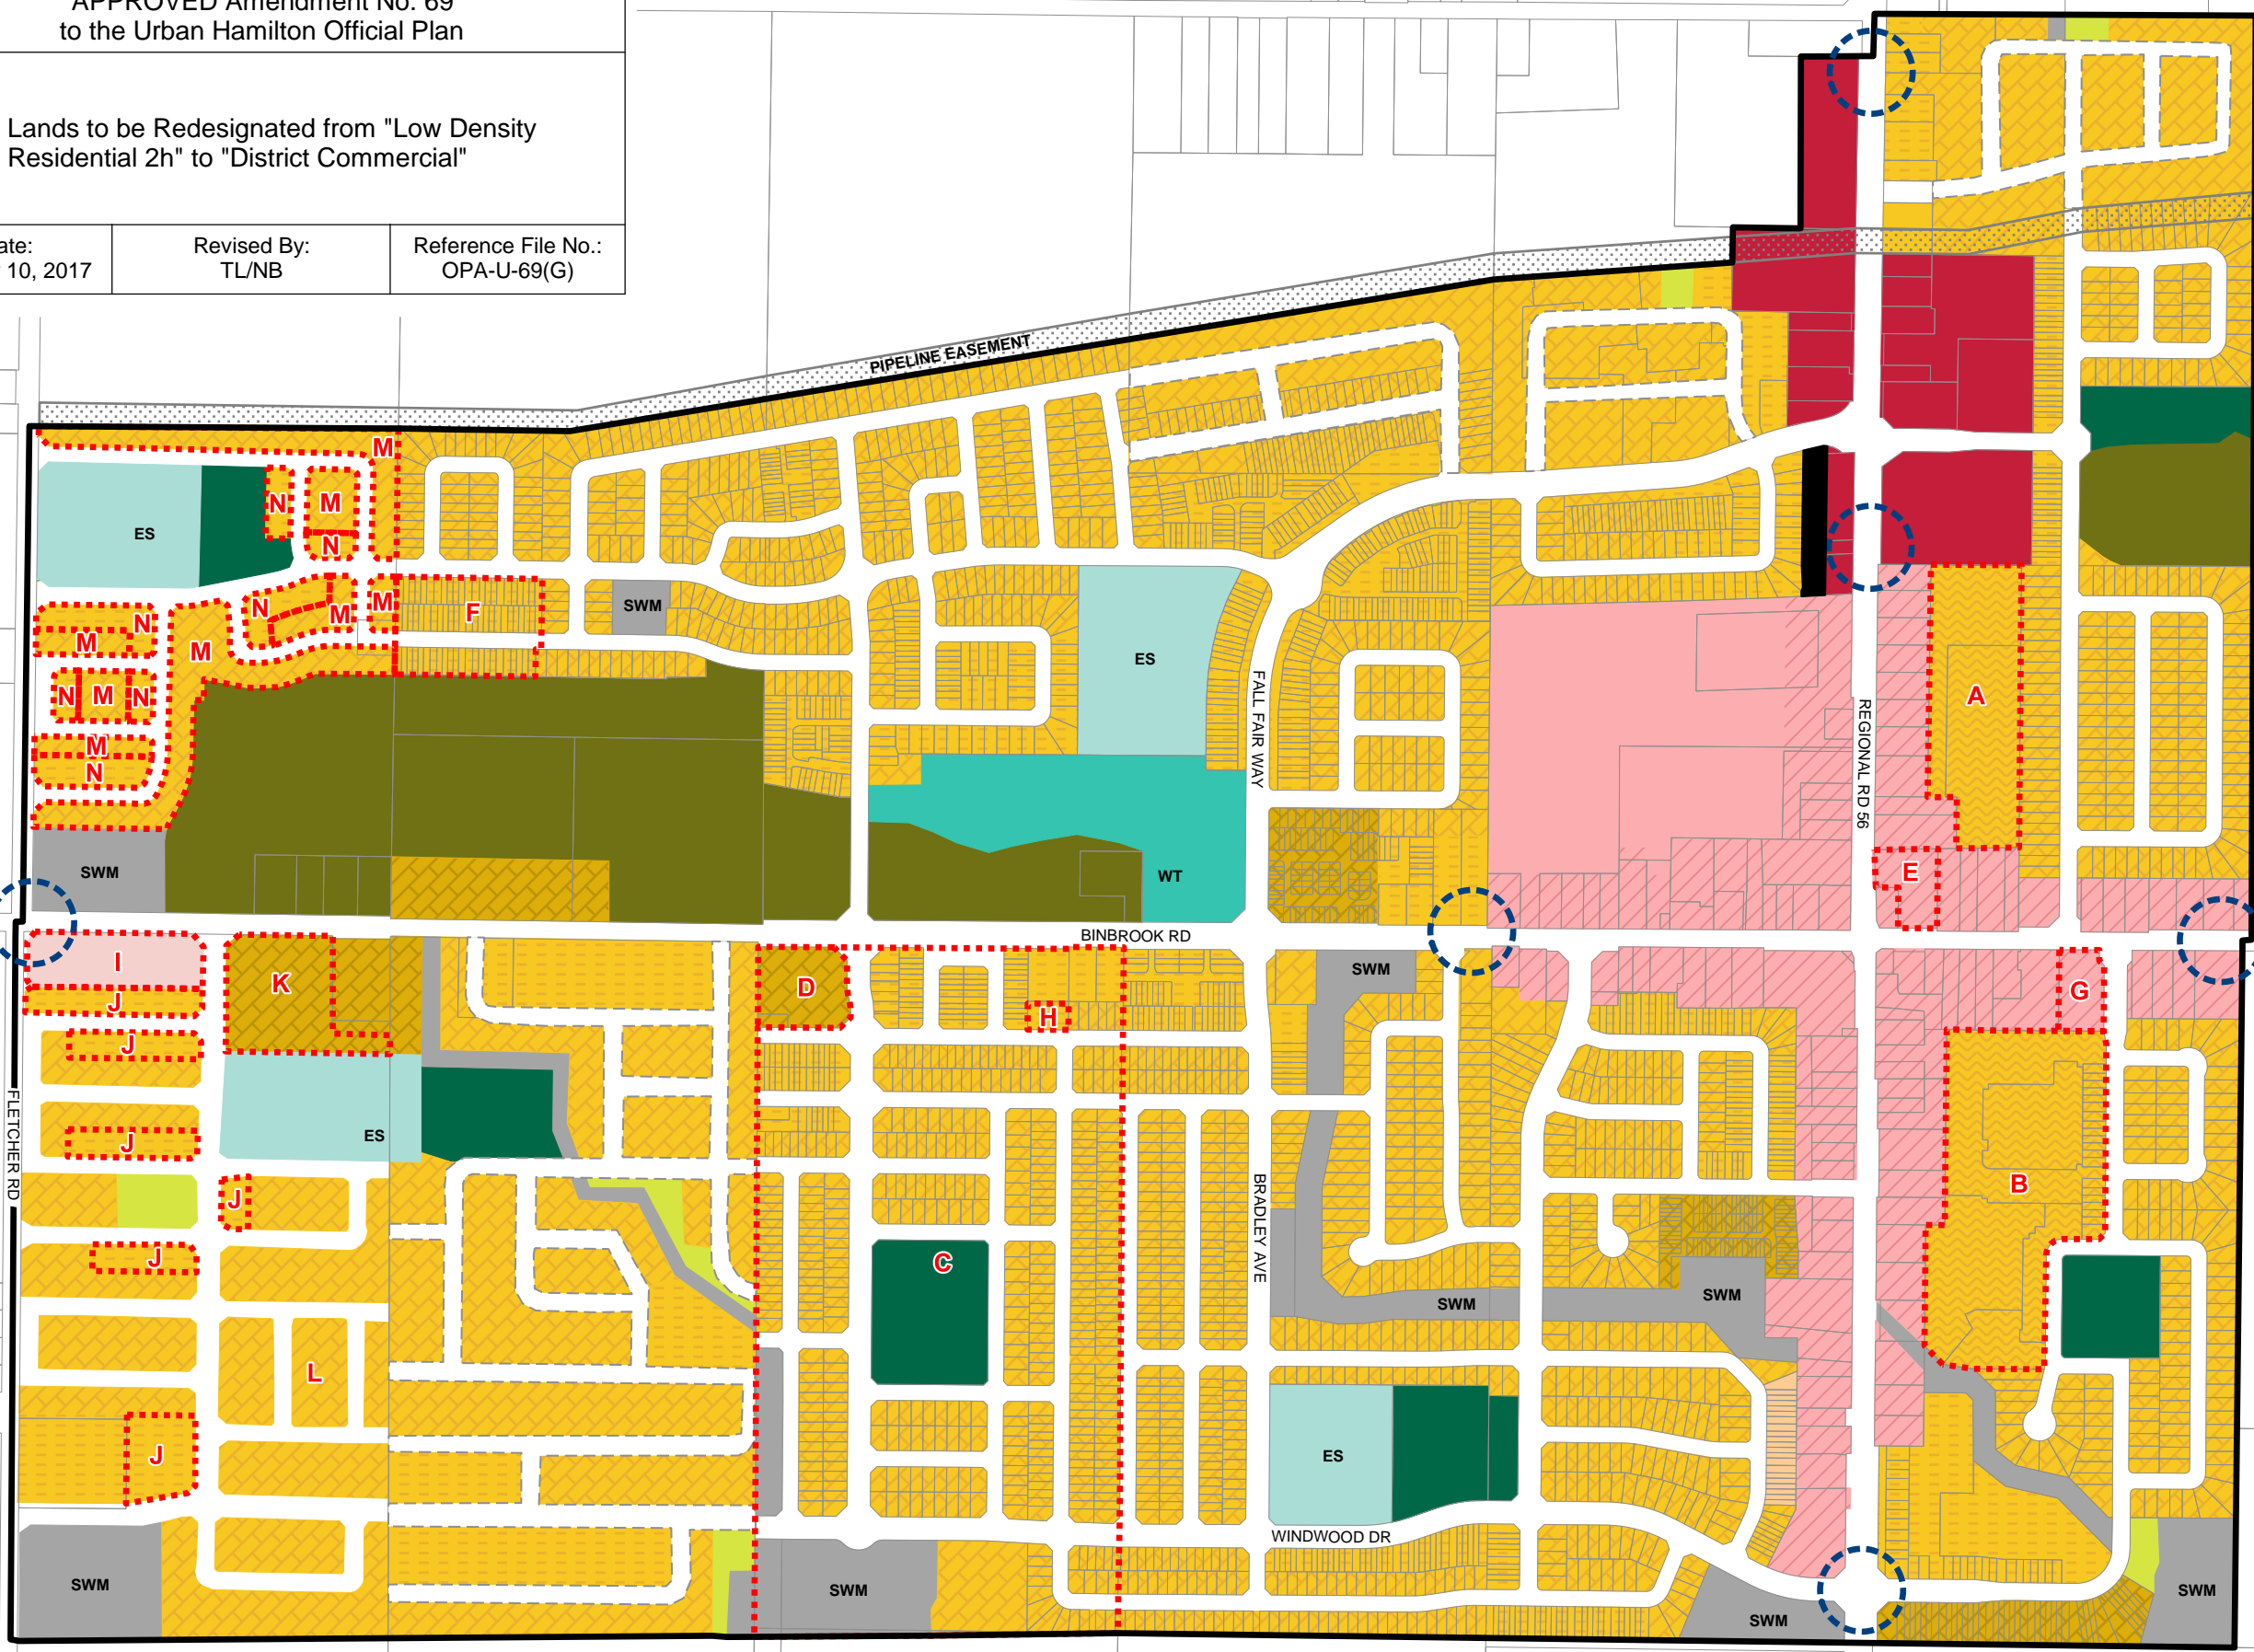 APPROVED Amendment No. 69
to the Urban Hamilton Official Plan
Lands to be Redesignated from "Low Density
Residential 2h" to "District Commercial"
ate:
10, 2017
Revised By:
TL/NB
Reference File No.:
OPA-U-69(G)
PIPELINE EASEMENT
M
N
M
N
ES
N
M
M
F
SWM
N
M
M
ES
N
M
N
M
N
SWM
FALL FAIR WAY
WT
REGIONAL RD 56
A
E
BINBROOK RD
I
J
K
D
H
SWM
G
J
J
ES
FLETCHER RD
J
J
C
BRADLEY AVE
B
SWM
SWM
L
J
ES
WINDWOOD DR
SWM
SWM
SWM
SWM